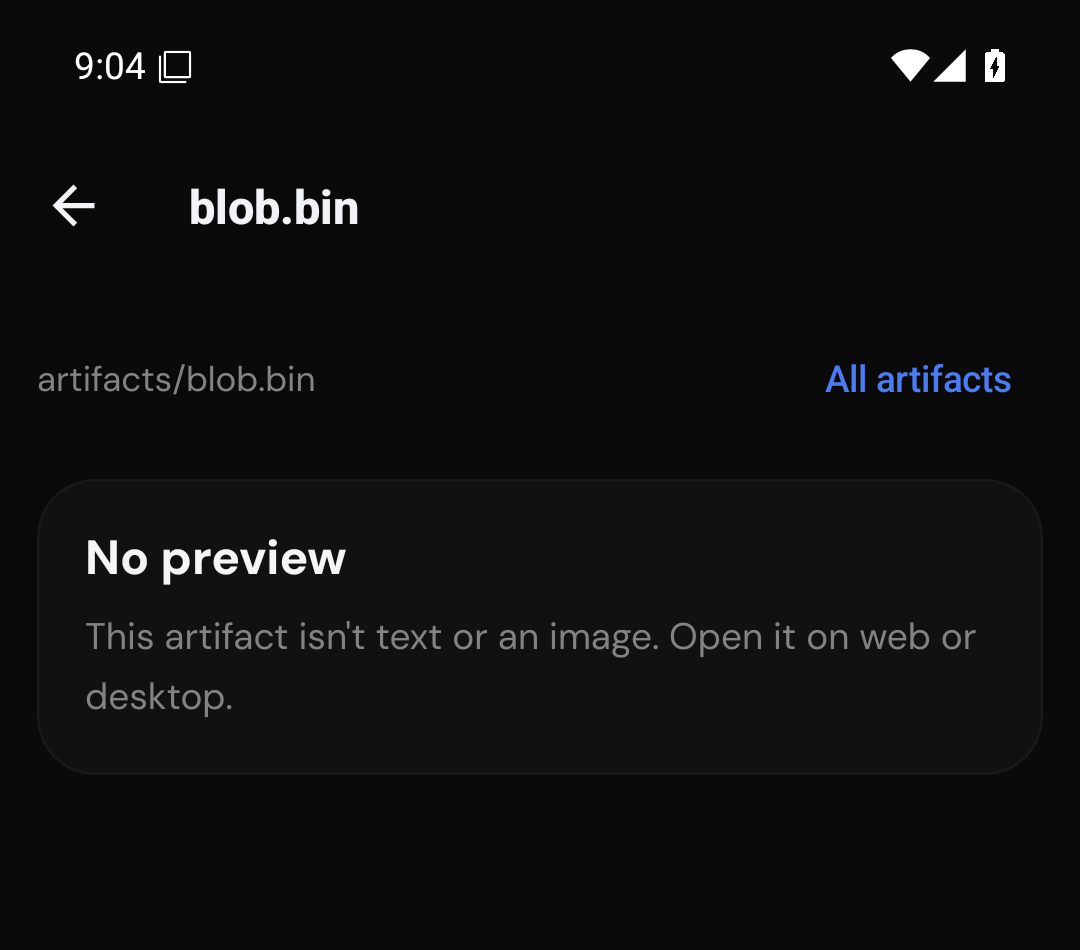 9:04
blob.bin
artifacts/blob.bin
All artifacts
No preview
This artifact isn't text or an image. Open it on web or
desktop.